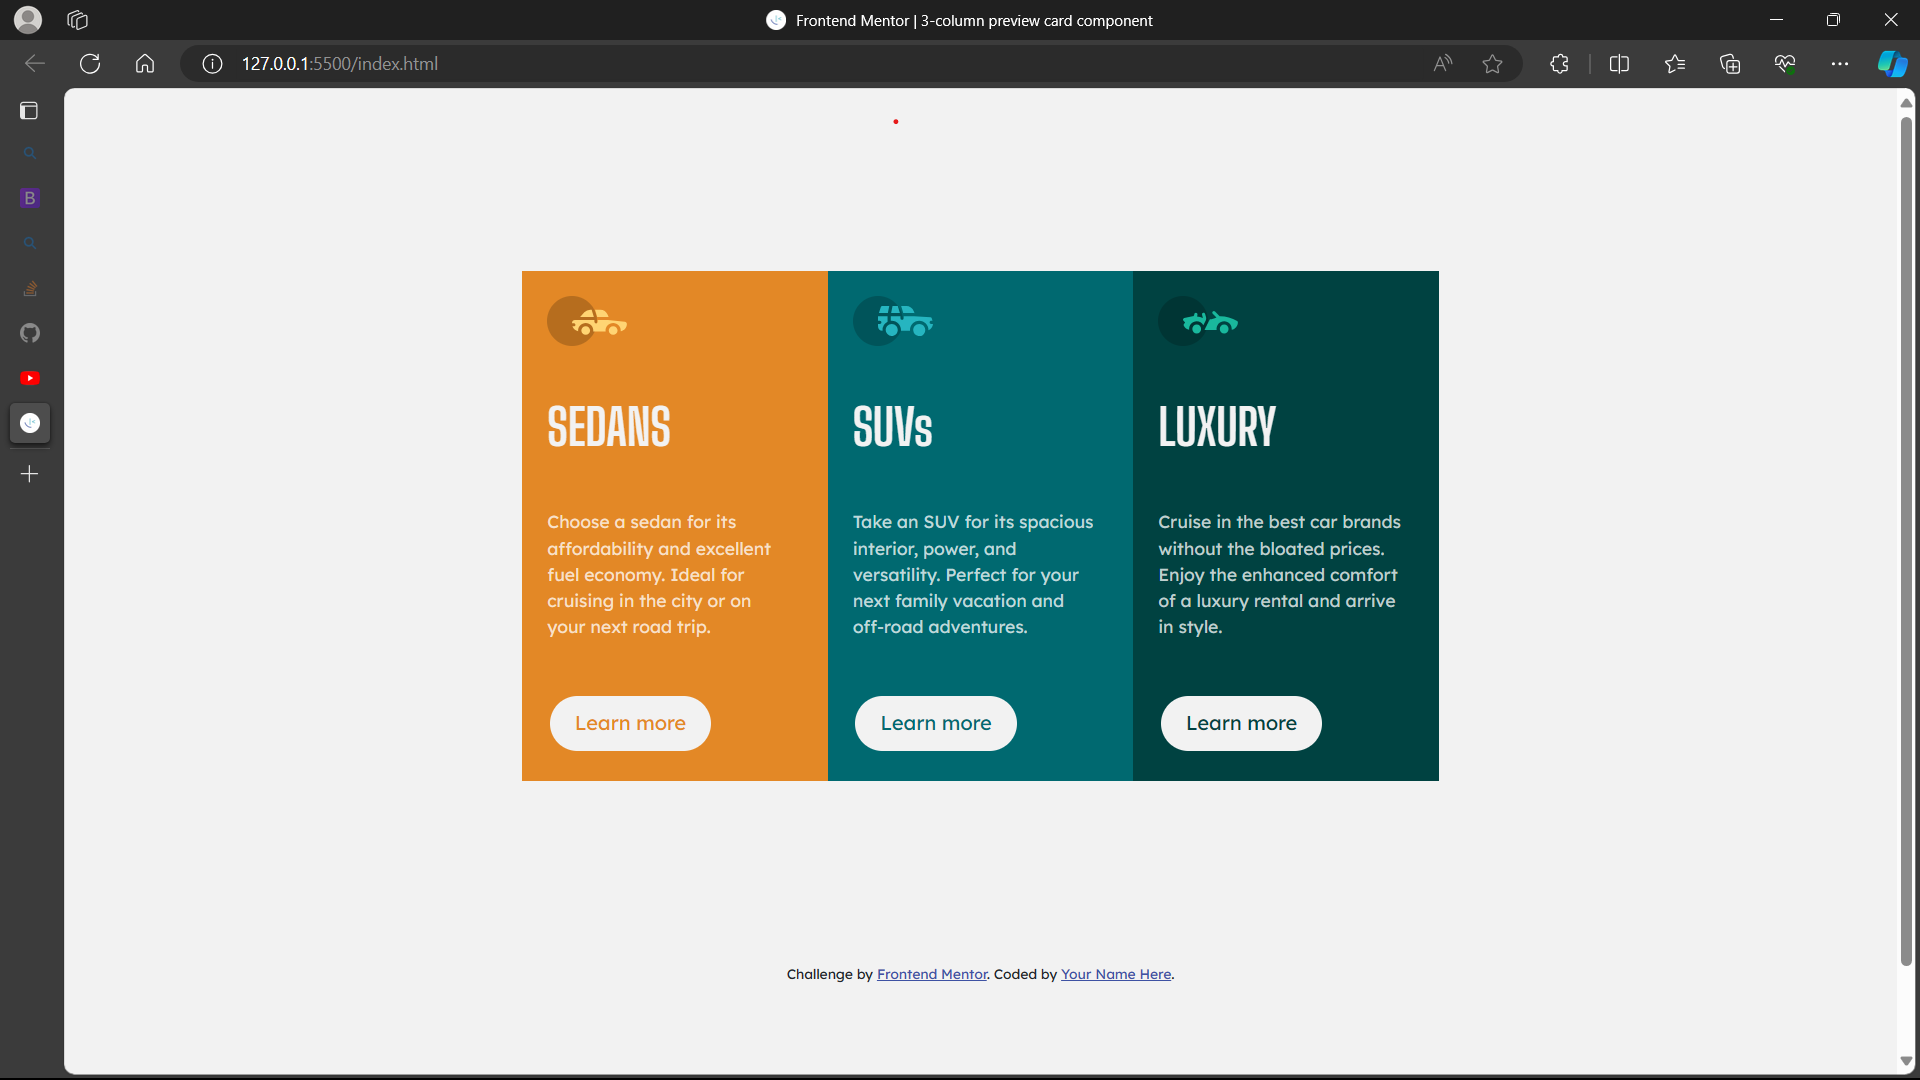 Frontend Mentor | 3-column preview card component
127.0.0.1:5500/index.html
B
SEDANS
Choose a sedan for its
affordability and excellent
fuel economy. Ideal for
cruising in the city or on
your next road trip.
Learn more
SUVs
Take an SUV for its spacious
interior, power, and
versatility. Perfect for your
next family vacation and
off-road adventures.
Learn more
LUXURY
Cruise in the best car brands
without the bloated prices.
Enjoy the enhanced comfort
of a luxury rental and arrive
in style.
Learn more
Challenge by Frontend Mentor. Coded by Your Name Here.